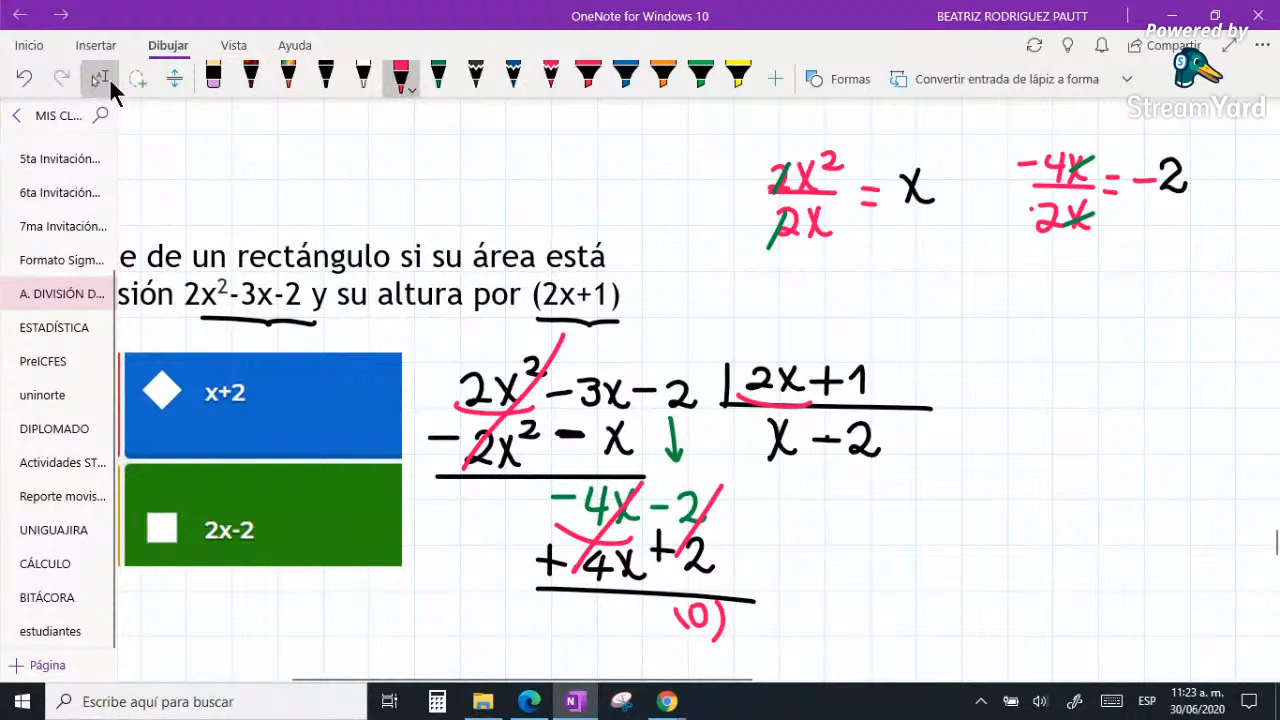 OneNote for Windows 10
BEATRIZ RODRIGUEZ PAUTT
Powered by
Inicio Insertar Dibujar Vista Ayuda
Compartir
Formas Convertir entrada de lápiz a forma
StreamYard
MIS CL...
5ta Invitación...
6ta Invitación...
7ma Invitación...
Formato Sigm...
A. DIVISIÓN D...
ESTADÍSTICA
PreICFES
uninorte
DIPLOMADO
Actividades ST...
Reporte movis...
UNIGUAJIRA
CÁLCULO
BITÁCORA
estudiantes
Página
2x²/2x = x
-4x/2x = -2
e de un rectángulo si su área está
sión 2x²-3x-2 y su altura por (2x+1)
x+2
2x-2
2x² -3x-2 2x+1
-2x² - x x -2
-4x-2
+4x+2
(0)
Escribe aquí para buscar
ESP
11:23 a. m.
30/06/2020